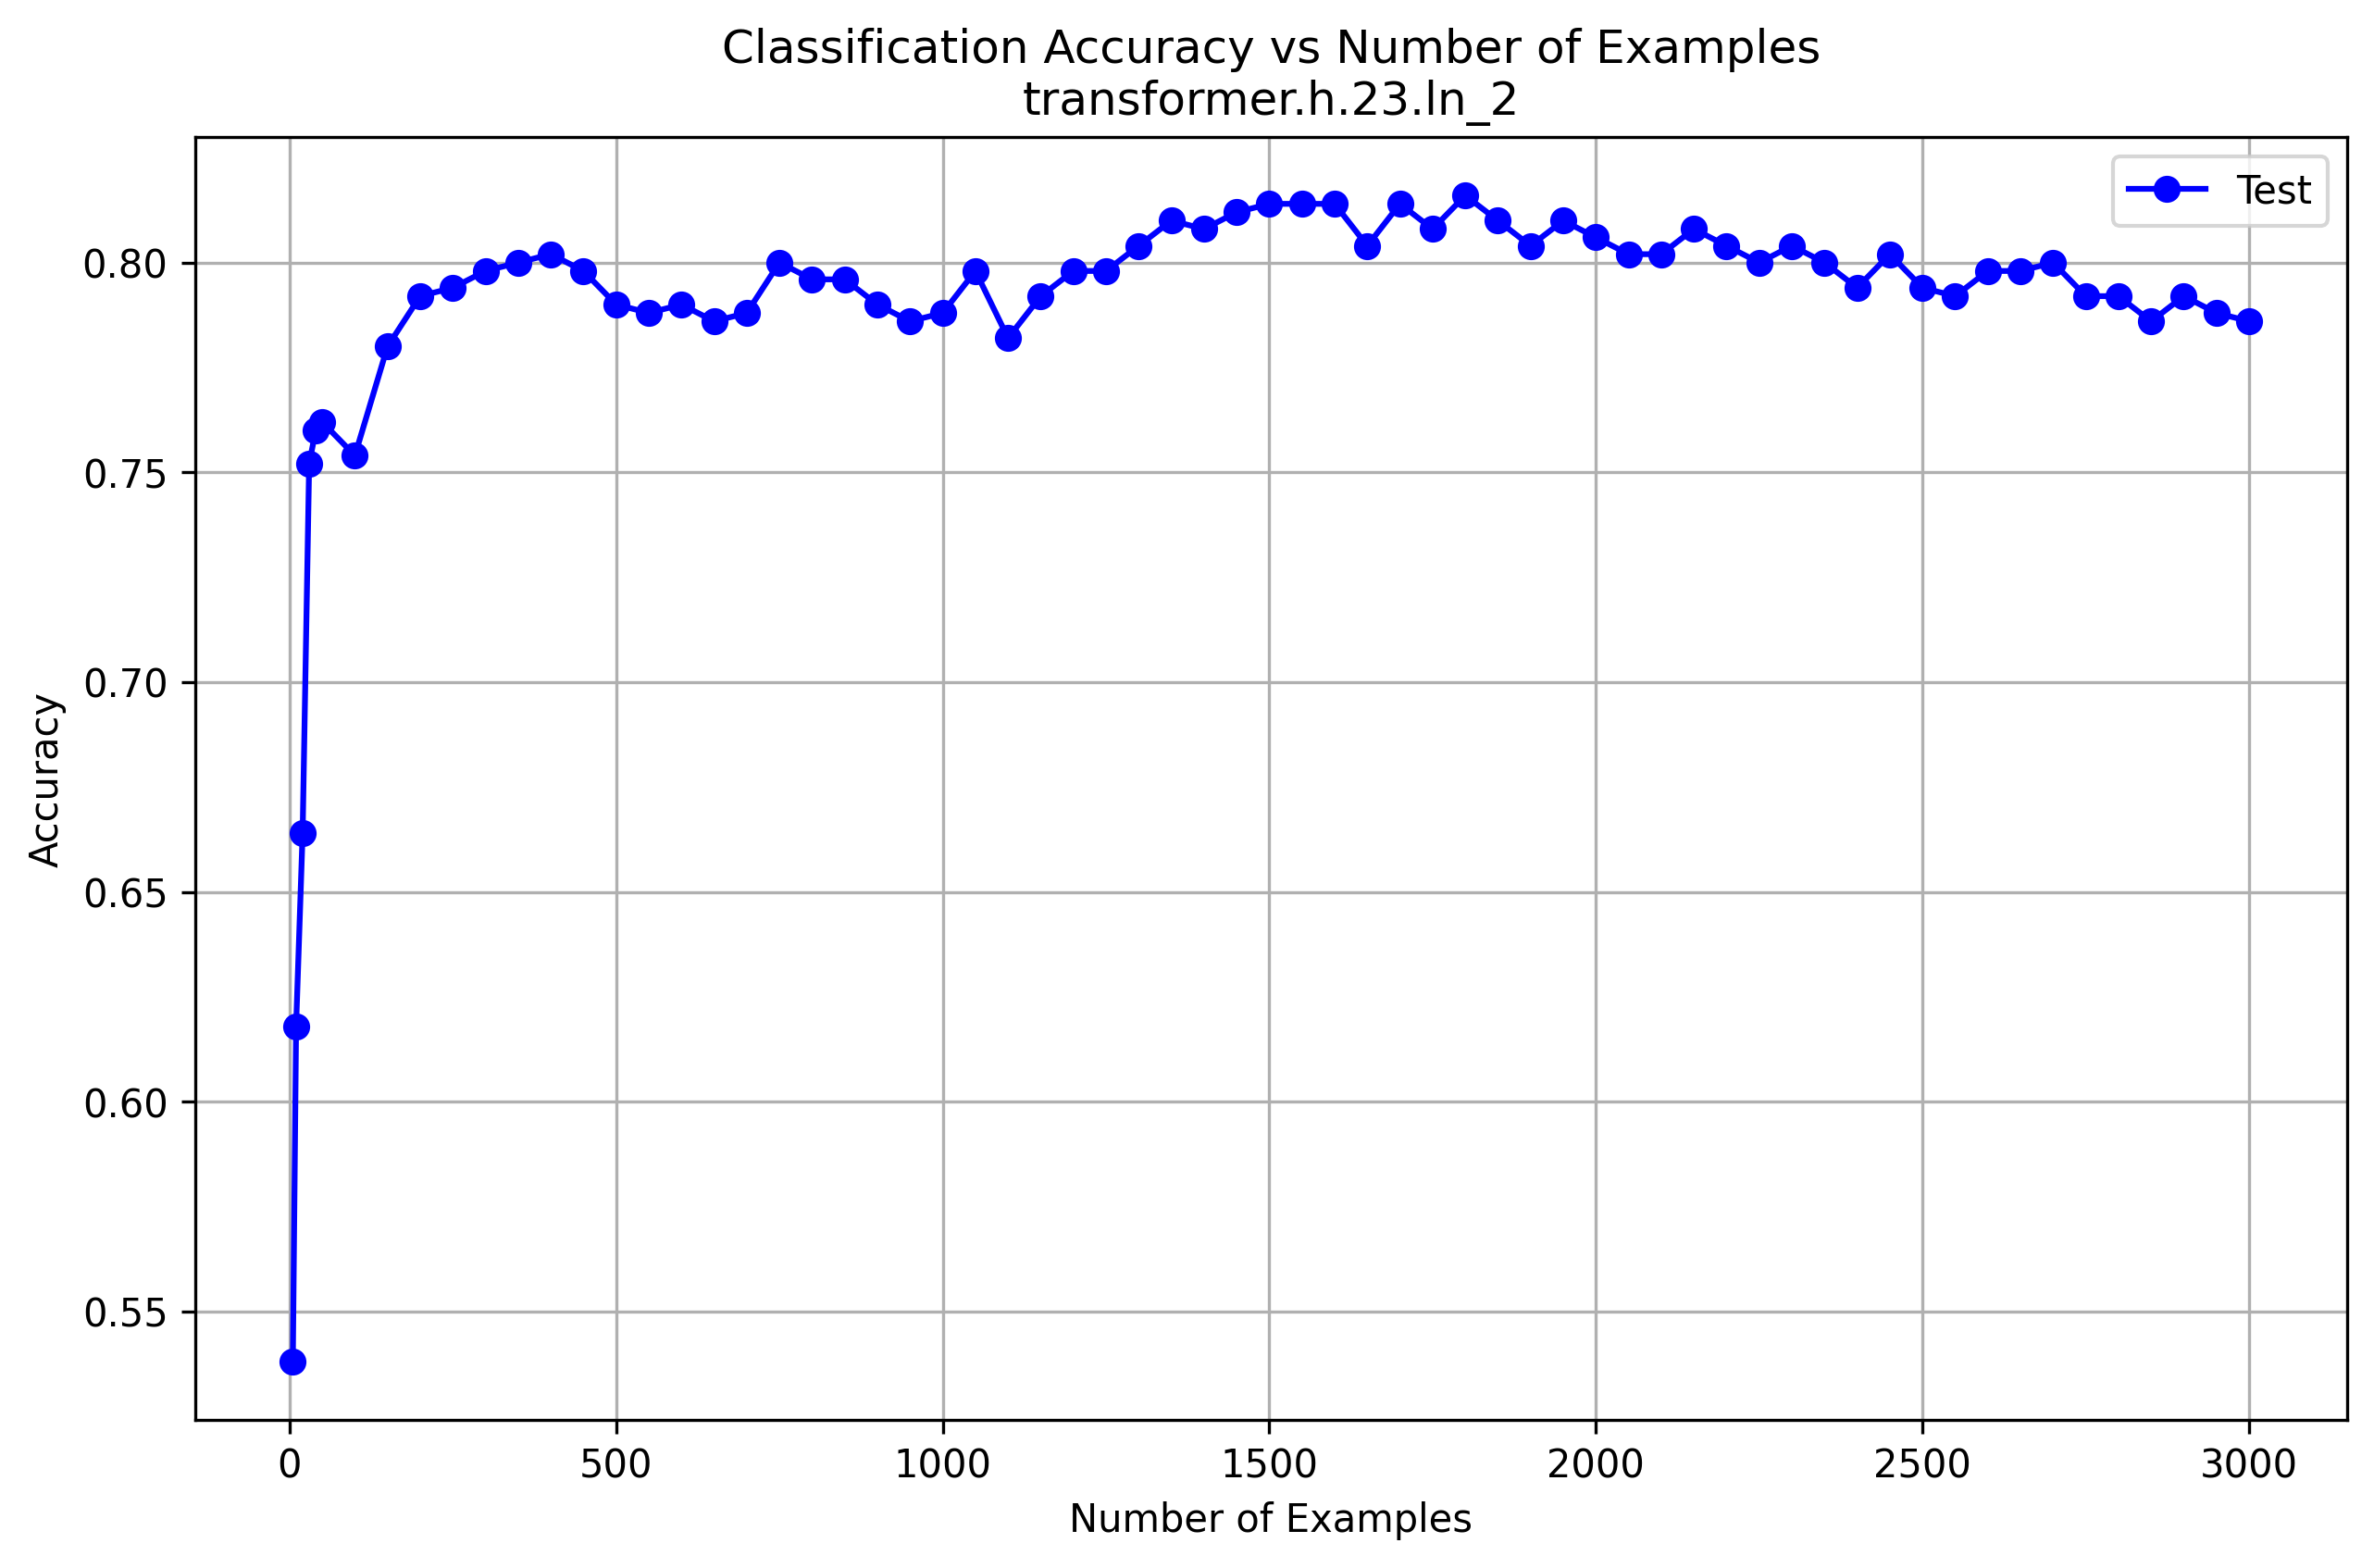 Classification Accuracy vs Number of Examples
transformer.h.23.ln_2
Test
Accuracy
0.80
0.75
0.70
0.65
0.60
0.55
0 500 1000 1500 2000 2500 3000
Number of Examples